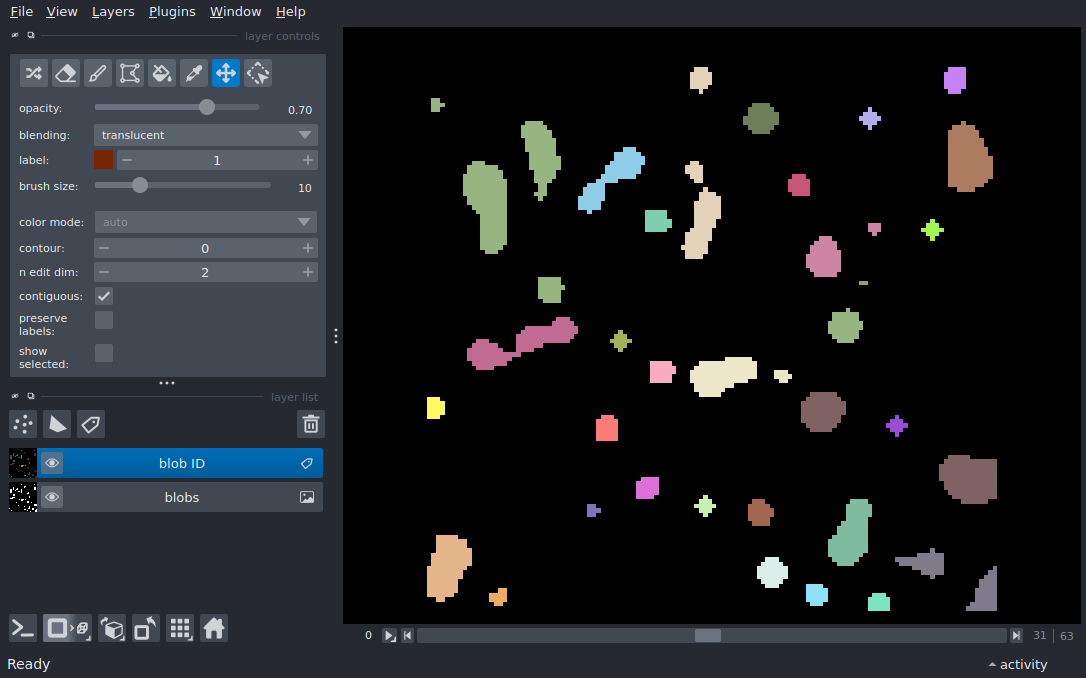 File View Layers Plugins Window Help
layer controls
opacity: 0.70
blending: translucent
label: 1
brush size: 10
color mode: auto
contour: 0
n edit dim: 2
contiguous:
preserve
labels:
show
selected:
layer list
blob ID
blobs
0 31 | 63
Ready activity